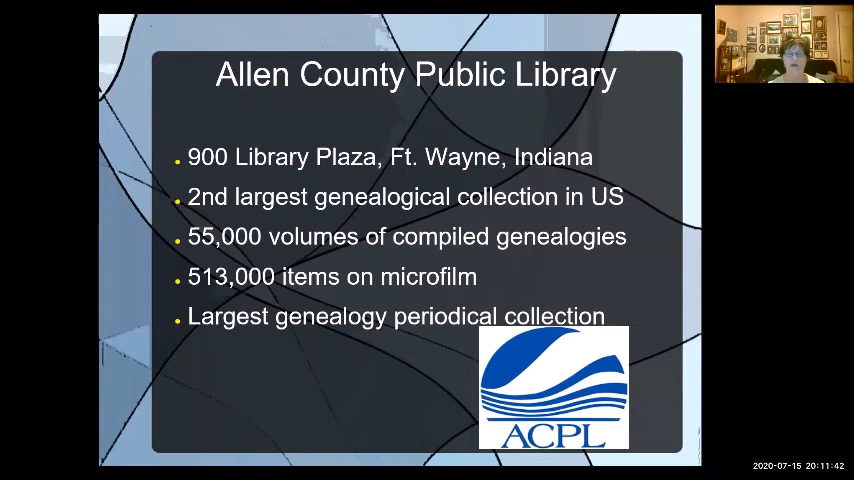 Allen County Public Library
900 Library Plaza, Ft. Wayne, Indiana
2nd largest genealogical collection in US
55,000 volumes of compiled genealogies
513,000 items on microfilm
Largest genealogy periodical collection
ACPL
2020-07-15 20:11:42